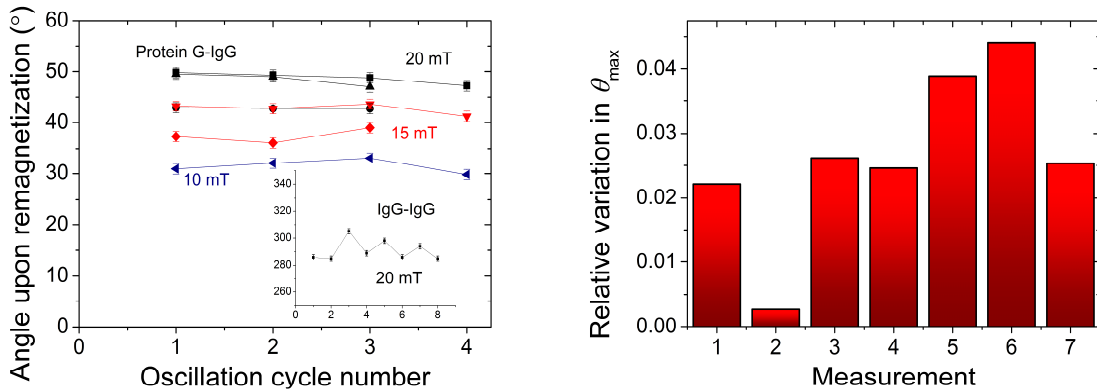 Angle upon remagnetization (°)
60
50
40
30
20
10
0
Protein G-IgG
20 mT
15 mT
10 mT
340
320
300
280
260
IgG-IgG
20 mT
0 2 4 6 8
0 1 2 3 4
Oscillation cycle number
Relative variation in θmax
0.04
0.03
0.02
0.01
0.00
1 2 3 4 5 6 7
Measurement